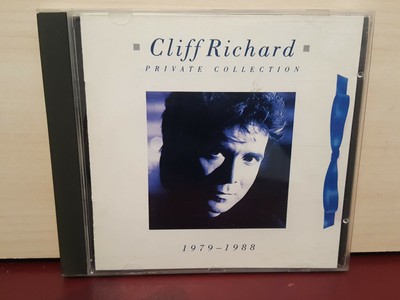 Cliff Richard
PRIVATE COLLECTION
1979–1988